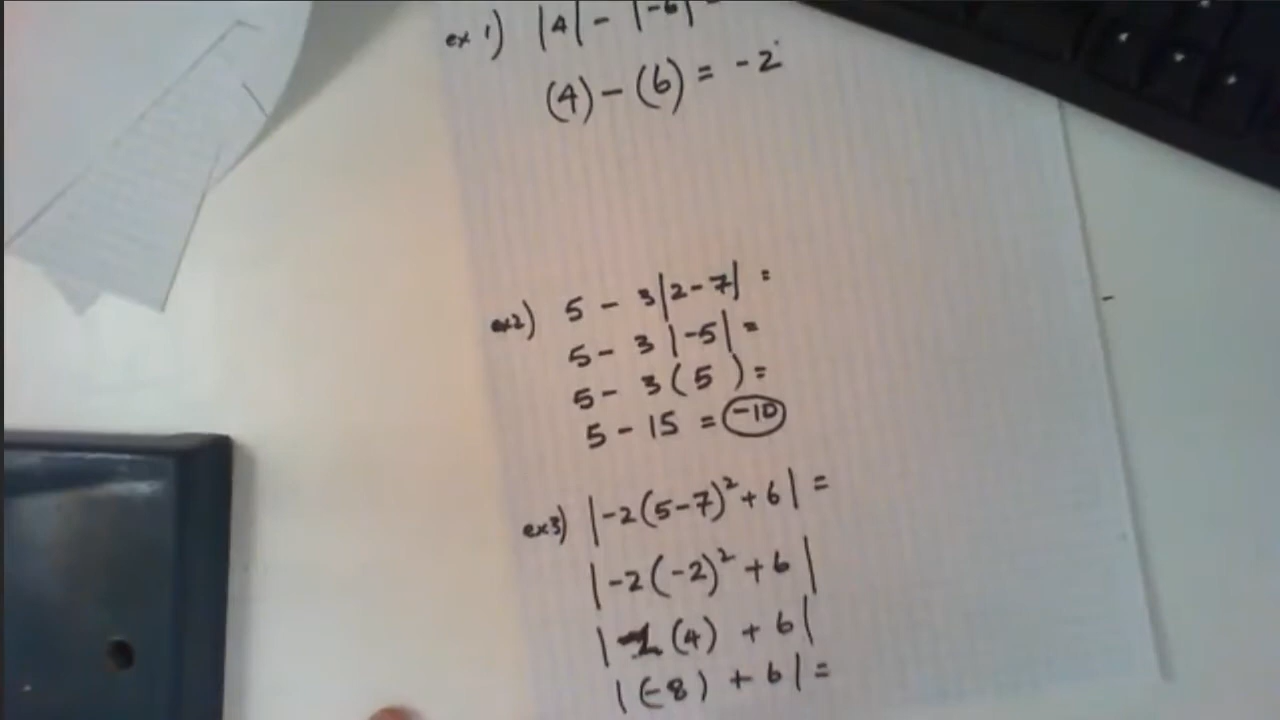 ex 1) |4| - |-6| =
(4) - (6) = -2
ex2) 5 - 3|2-7| =
5 - 3 |-5| =
5 - 3 (5) =
5 - 15 = -10
ex3) |-2(5-7)² + 6| =
|-2(-2)² + 6|
|-2 (4) + 6|
|(-8) + 6| =